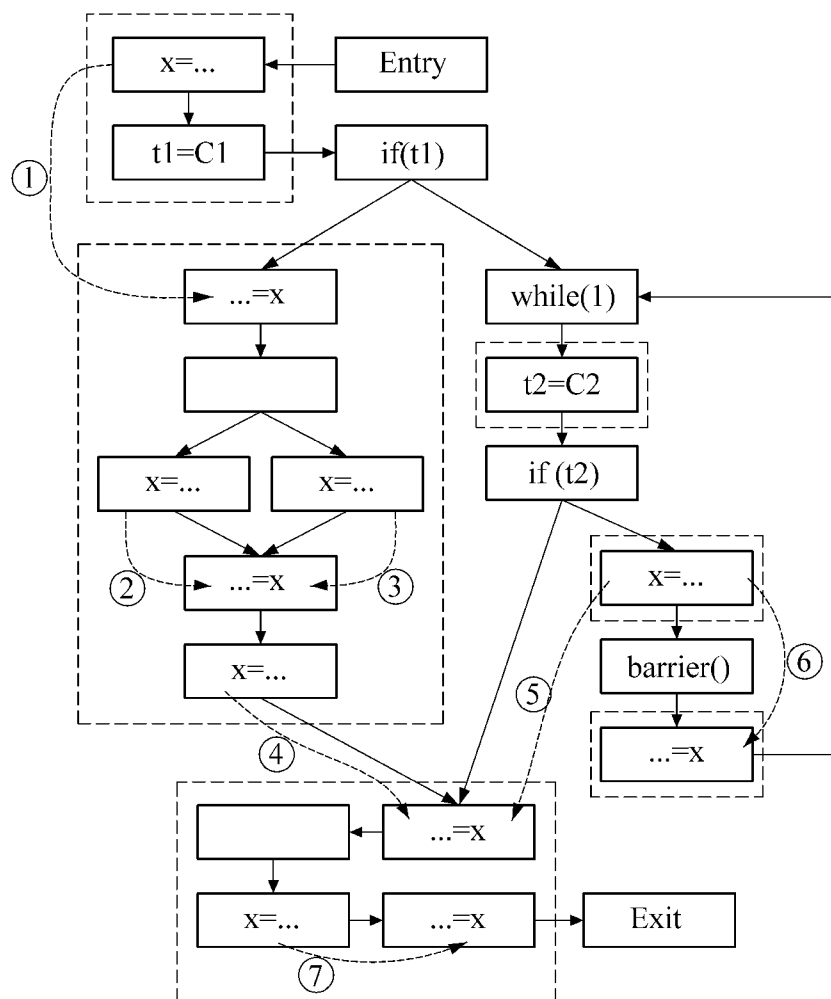 x=...
Entry
t1=C1
if(t1)
1
...=x
while(1)
t2=C2
x=...
x=...
if (t2)
2
...=x
3
x=...
x=...
5
barrier()
6
4
...=x
...=x
x=...
...=x
Exit
7